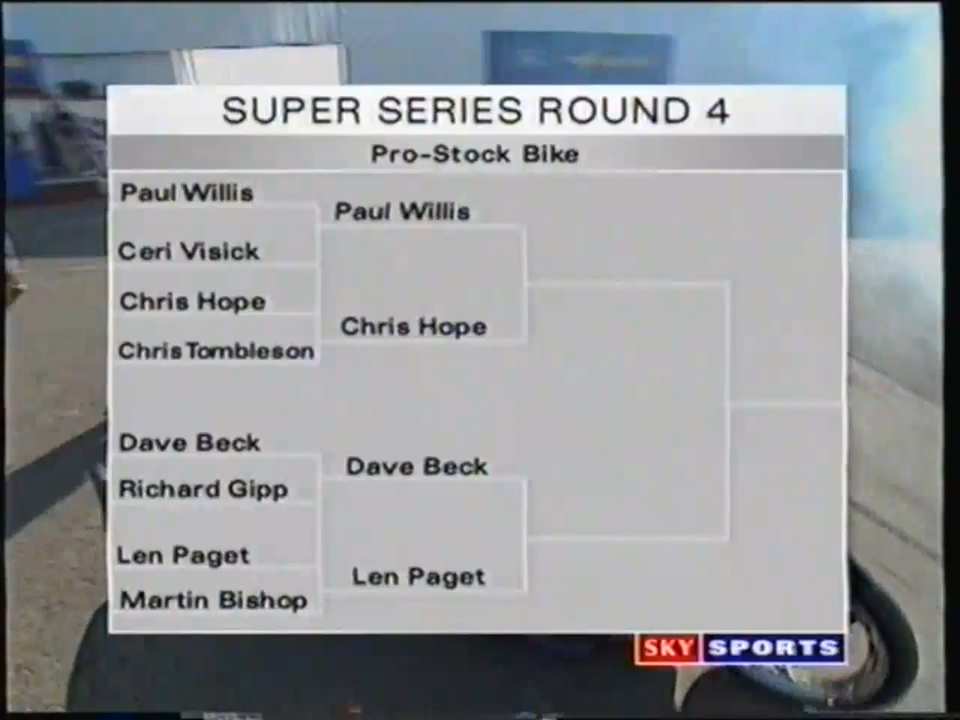 SUPER SERIES ROUND 4
Pro-Stock Bike
Paul Willis
Paul Willis
Ceri Visick
Chris Hope
Chris Hope
Chris Tombleson
Dave Beck
Dave Beck
Richard Gipp
Len Paget
Len Paget
Martin Bishop
SKY SPORTS